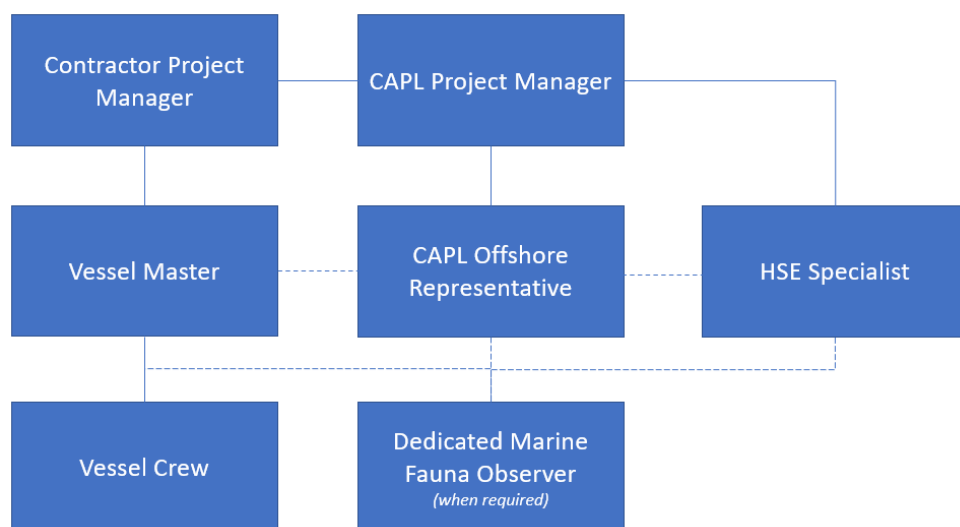 Contractor Project
Manager
CAPL Project Manager
Vessel Master
CAPL Offshore
Representative
HSE Specialist
Vessel Crew
Dedicated Marine
Fauna Observer
(when required)